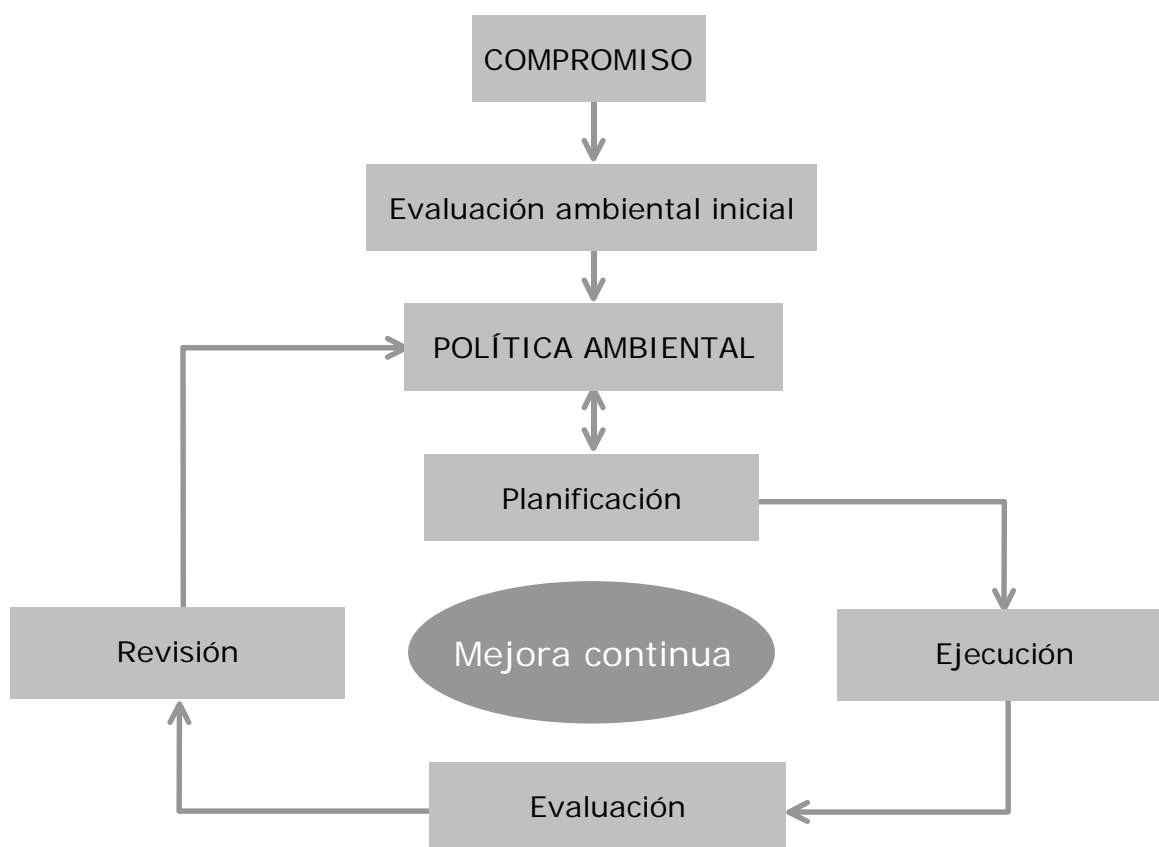 COMPROMISO
Evaluación ambiental inicial
POLÍTICA AMBIENTAL
Planificación
Revisión
Mejora continua
Ejecución
Evaluación